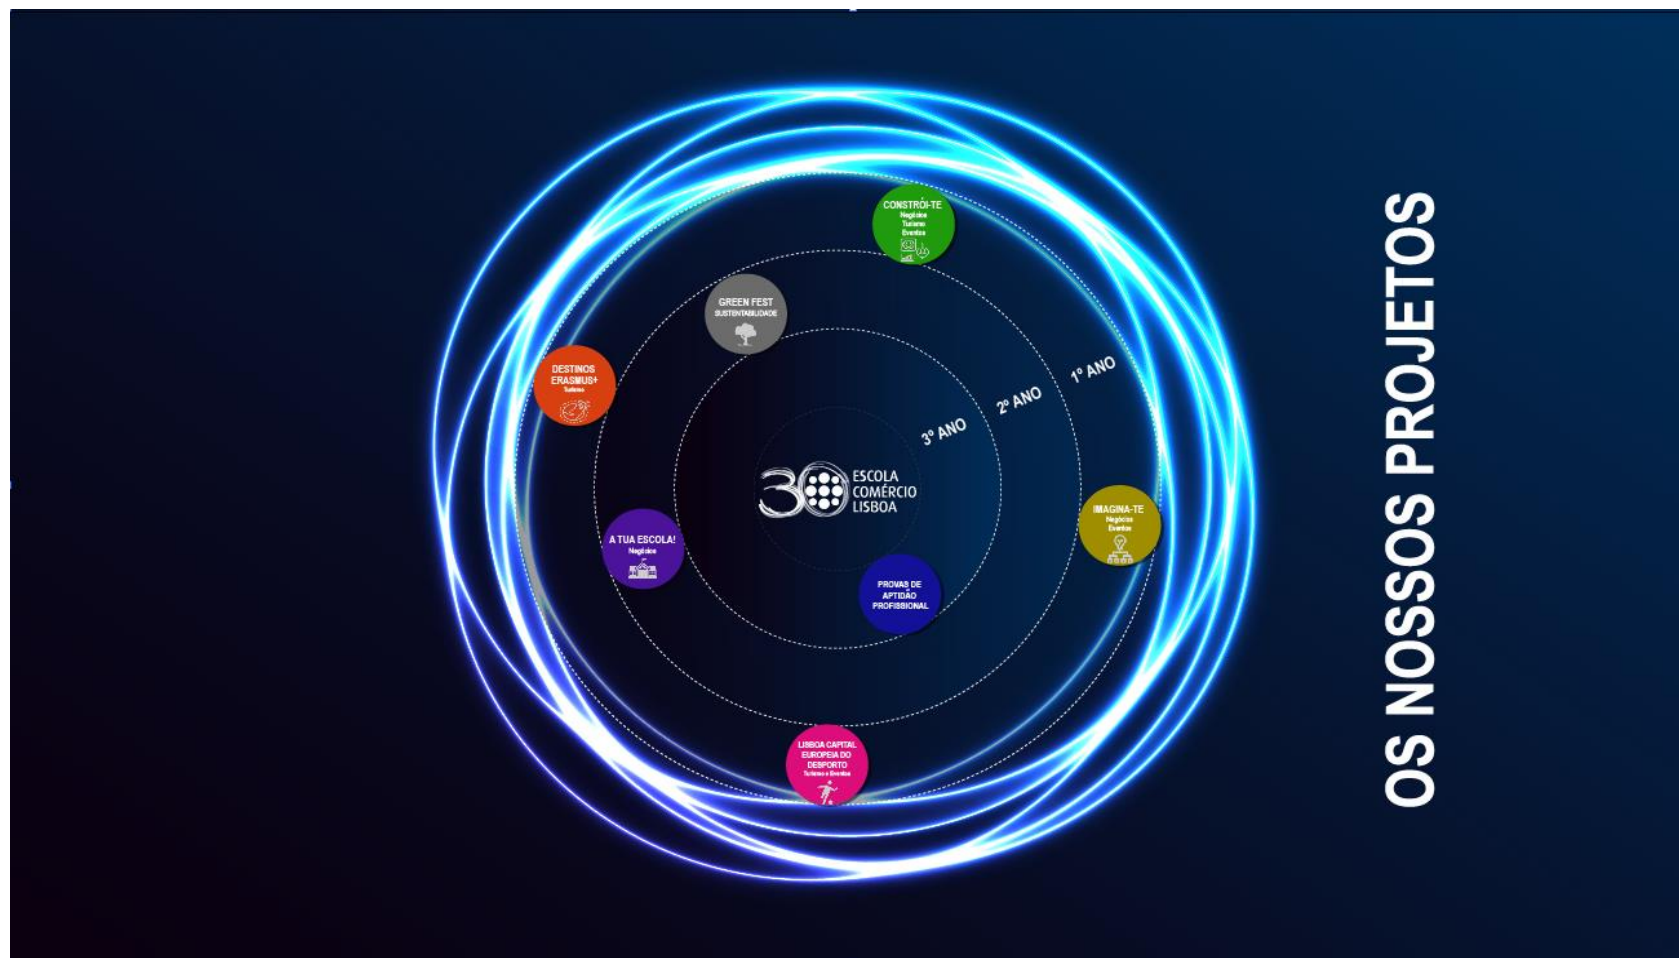 CONSTRÓI-TE
Negócios
Turismo
Eventos
GREEN FEST
SUSTENTABILIDADE
DESTINOS
ERASMUS+
Turismo
1º ANO
2º ANO
3º ANO
30
ESCOLA
COMÉRCIO
LISBOA
IMAGINA-TE
Negócios
Eventos
A TUA ESCOLA!
Negócios
PROVAS DE
APTIDÃO
PROFISSIONAL
LISBOA CAPITAL
EUROPEIA DO
DESPORTO
Turismo e Eventos
OS NOSSOS PROJETOS